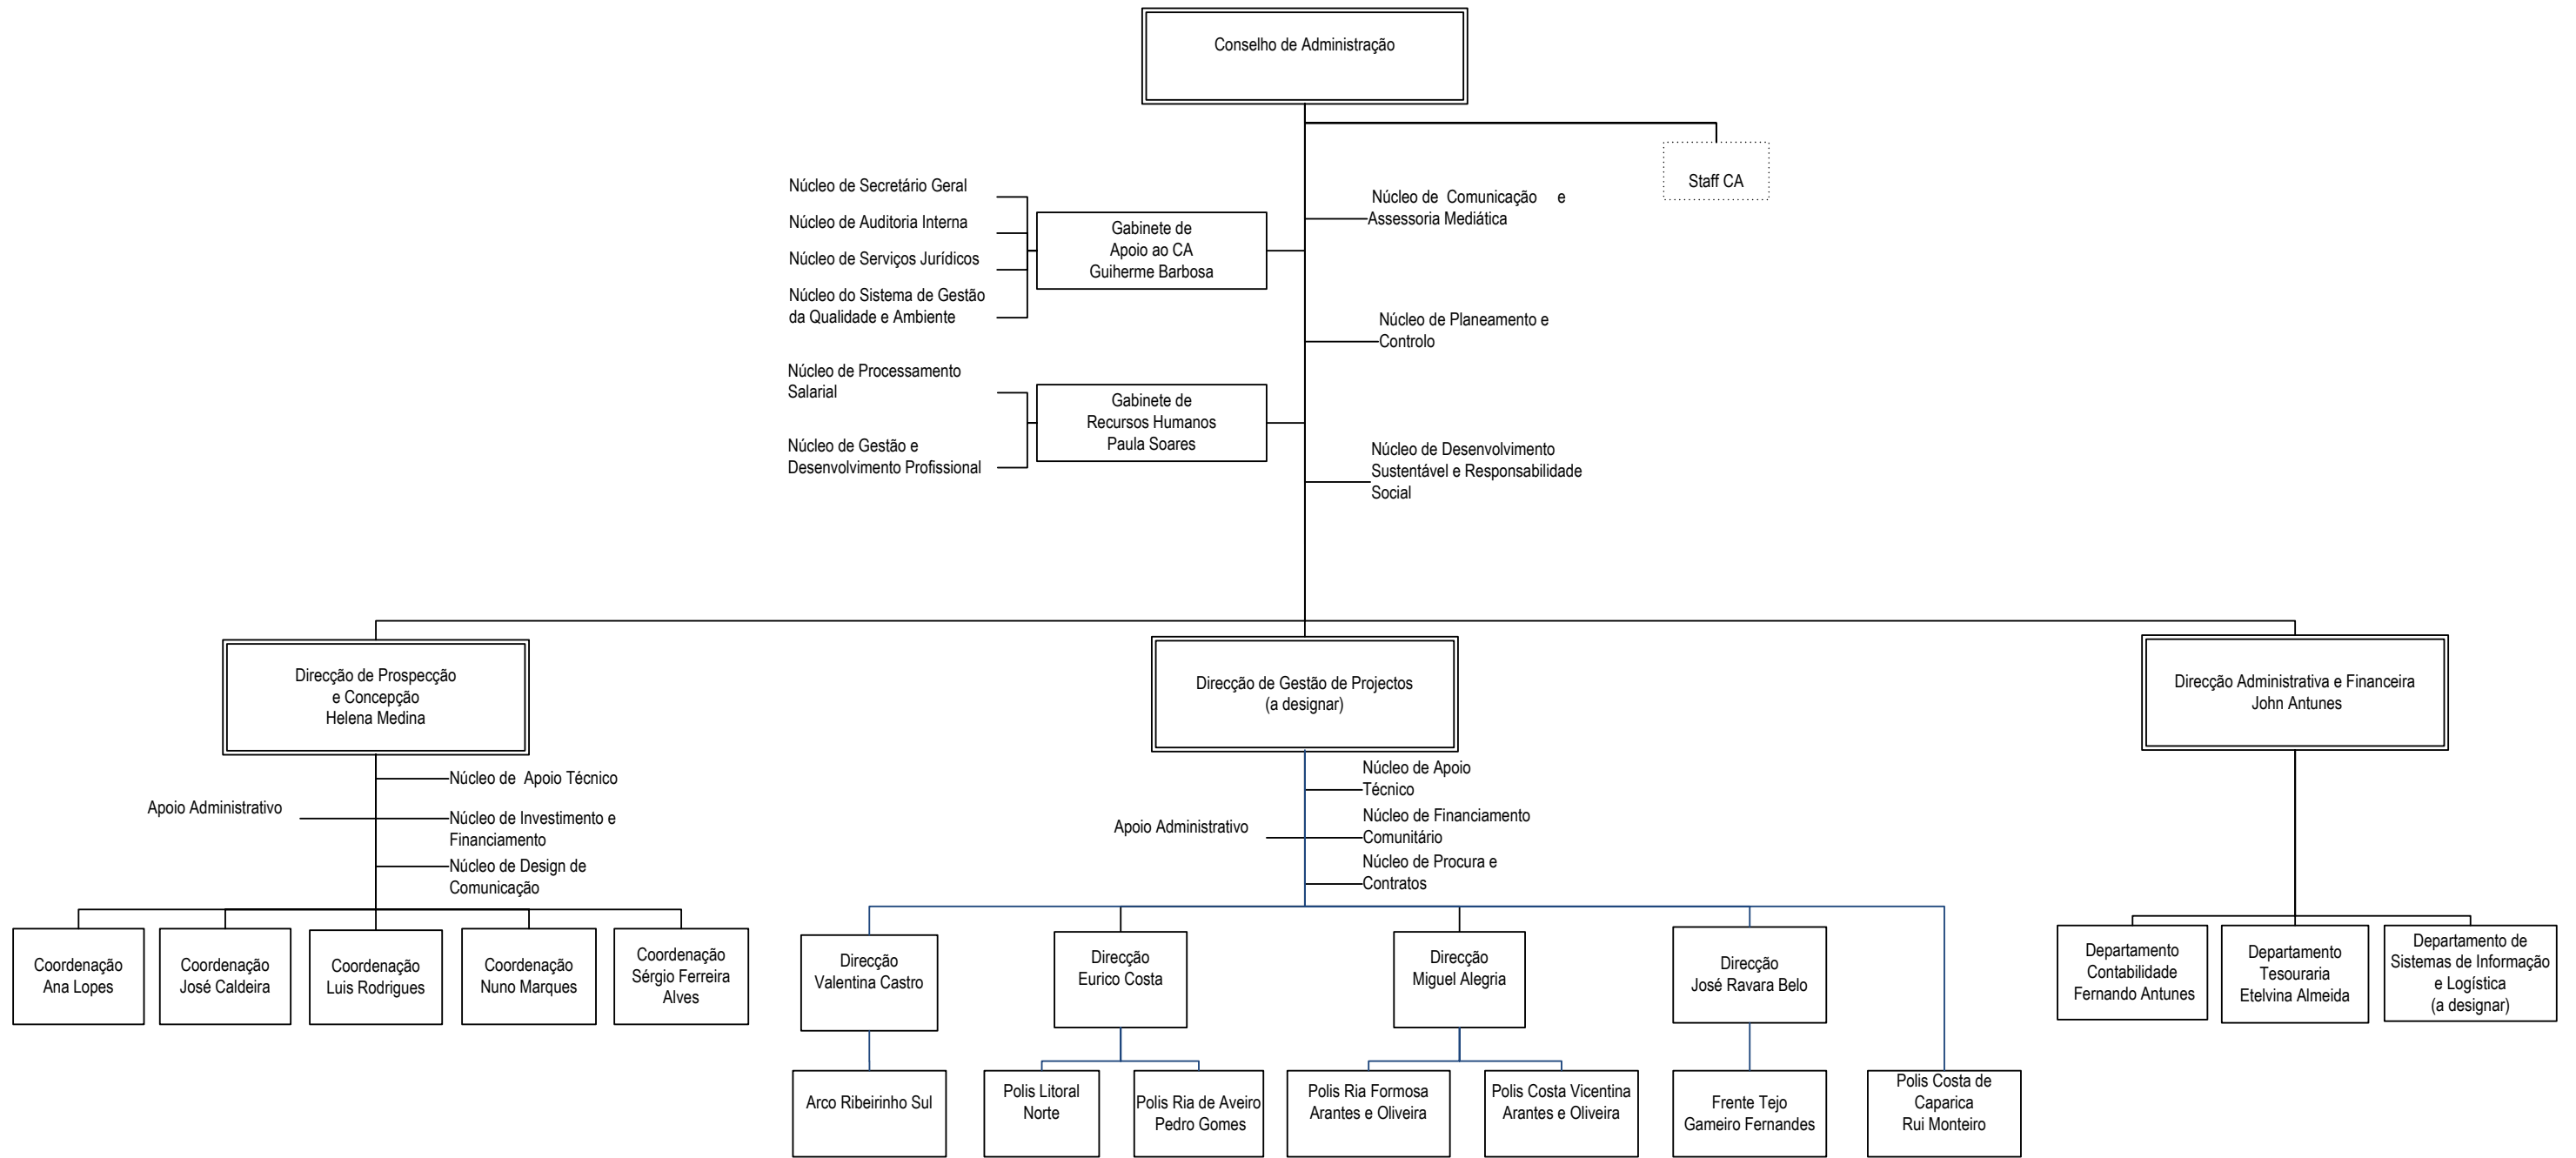 Conselho de Administração
Staff CA
Núcleo de Secretário Geral
Núcleo de Auditoria Interna
Núcleo de Serviços Jurídicos
Núcleo do Sistema de Gestão
da Qualidade e Ambiente
Gabinete de
Apoio ao CA
Guiherme Barbosa
Núcleo de Comunicação e
Assessoria Mediática
Núcleo de Planeamento e
Controlo
Núcleo de Processamento
Salarial
Núcleo de Gestão e
Desenvolvimento Profissional
Gabinete de
Recursos Humanos
Paula Soares
Núcleo de Desenvolvimento
Sustentável e Responsabilidade
Social
Direcção de Prospecção
e Concepção
Helena Medina
Direcção de Gestão de Projectos
(a designar)
Direcção Administrativa e Financeira
John Antunes
Núcleo de Apoio Técnico
Apoio Administrativo
Núcleo de Investimento e
Financiamento
Núcleo de Design de
Comunicação
Núcleo de Apoio
Técnico
Apoio Administrativo
Núcleo de Financiamento
Comunitário
Núcleo de Procura e
Contratos
Coordenação
Ana Lopes
Coordenação
José Caldeira
Coordenação
Luis Rodrigues
Coordenação
Nuno Marques
Coordenação
Sérgio Ferreira
Alves
Direcção
Valentina Castro
Direcção
Eurico Costa
Direcção
Miguel Alegria
Direcção
José Ravara Belo
Departamento
Contabilidade
Fernando Antunes
Departamento
Tesouraria
Etelvina Almeida
Departamento de
Sistemas de Informação
e Logística
(a designar)
Arco Ribeirinho Sul
Polis Litoral
Norte
Polis Ria de Aveiro
Pedro Gomes
Polis Ria Formosa
Arantes e Oliveira
Polis Costa Vicentina
Arantes e Oliveira
Frente Tejo
Gameiro Fernandes
Polis Costa de
Caparica
Rui Monteiro